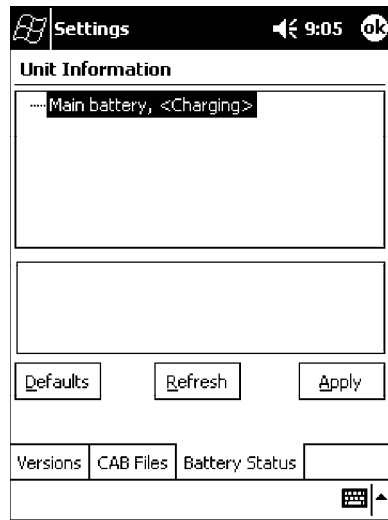 Settings 9:05 ok
Unit Information
Main battery, <Charging>
Defaults Refresh Apply
Versions CAB Files Battery Status